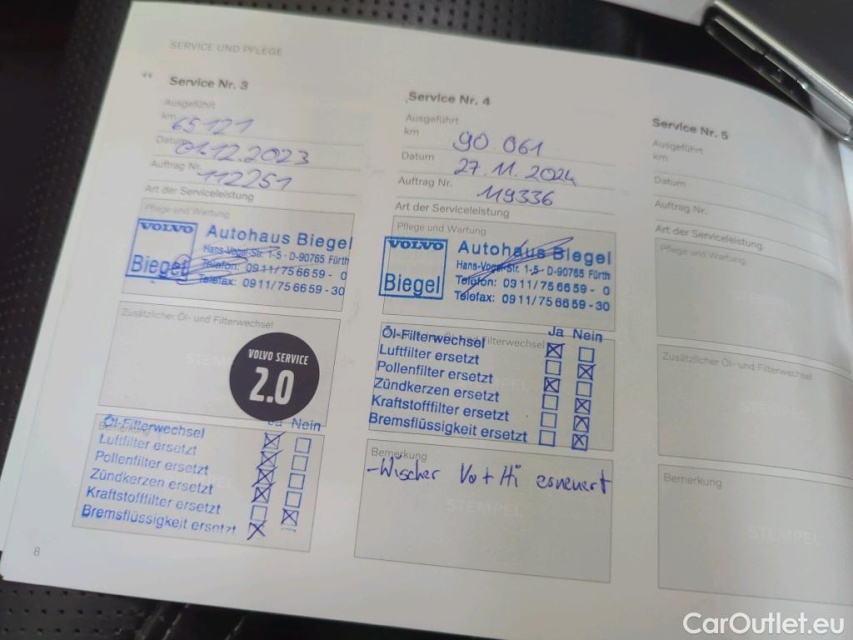 SERVICE UND PFLEGE
Service Nr. 3
Ausgeführt
km 65121
Datum 01.12.2023
Auftrag Nr. 112251
Art der Serviceleistung
Pflege und Wartung
VOLVO
Biegel
Autohaus Biegel
Hans-Vogel-Str. 1-5 · D-90765 Fürth
Telefon: 0911/756659 - 0
Telefax: 0911/756659 - 30
Zusätzlicher Öl- und Filterwechsel
VOLVO SERVICE
2.0
Ja Nein
Öl-Filterwechsel
Luftfilter ersetzt
Pollenfilter ersetzt
Zündkerzen ersetzt
Kraftstofffilter ersetzt
Bremsflüssigkeit ersetzt
8
Service Nr. 4
Ausgeführt
km 90 061
Datum 27.11.2024
Auftrag Nr. 119336
Art der Serviceleistung
Pflege und Wartung
VOLVO
Biegel
Autohaus Biegel
Hans-Vogel-Str. 1-5 · D-90765 Fürth
Telefon: 0911/756659 - 0
Telefax: 0911/756659 - 30
Ja Nein
Öl-Filterwechsel
Luftfilter ersetzt
Pollenfilter ersetzt
Zündkerzen ersetzt
Kraftstofffilter ersetzt
Bremsflüssigkeit ersetzt
Bemerkung
- Wischer Vo + Hi erneuert
STEMPEL
Service Nr. 5
Ausgeführt
km
Datum
Auftrag Nr.
Art der Serviceleistung
Pflege und Wartung
Zusätzlicher Öl- und Filterwechsel
Bemerkung
STEMPEL
CarOutlet.eu